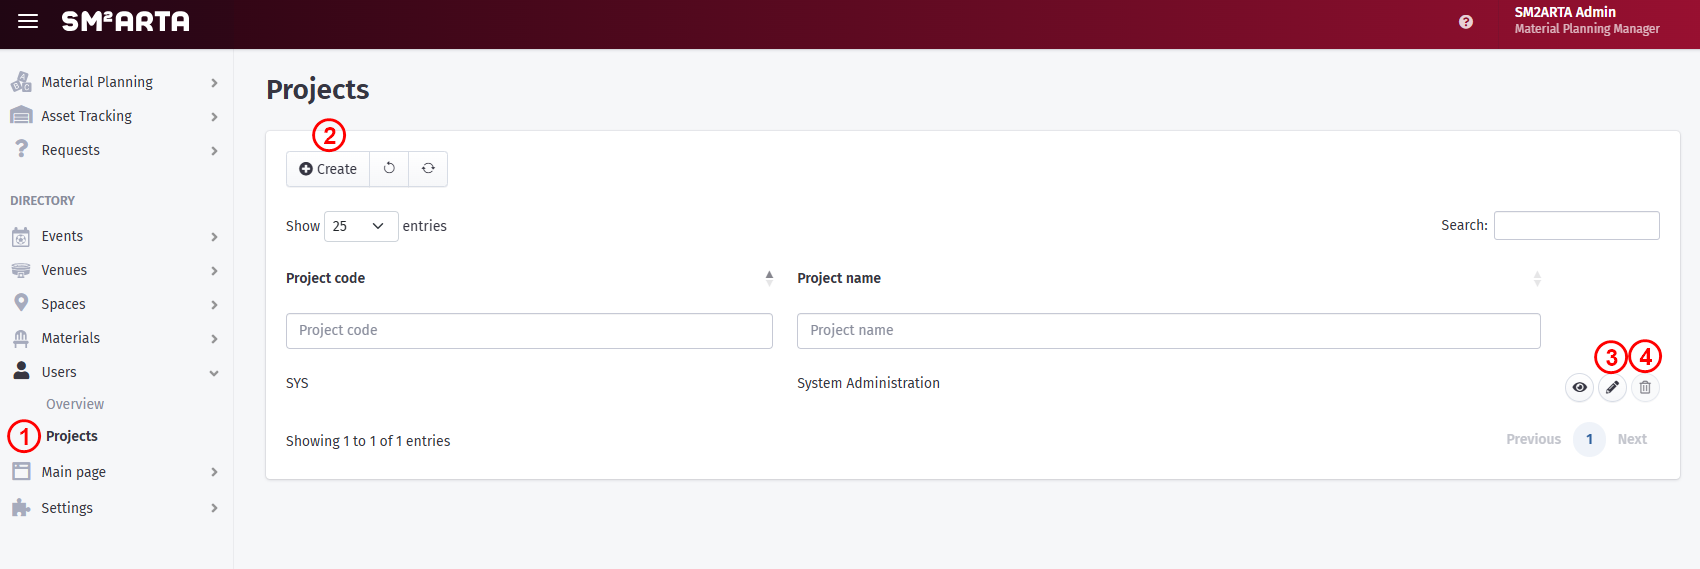 SM²ARTA
SM2ARTA Admin
Material Planning Manager
Material Planning
Asset Tracking
Requests
DIRECTORY
Events
Venues
Spaces
Materials
Users
Overview
1 Projects
Main page
Settings
Projects
2
Create
Show 25 entries
Search:
Project code Project name
Project code Project name
3 4
SYS System Administration
Showing 1 to 1 of 1 entries
Previous 1 Next